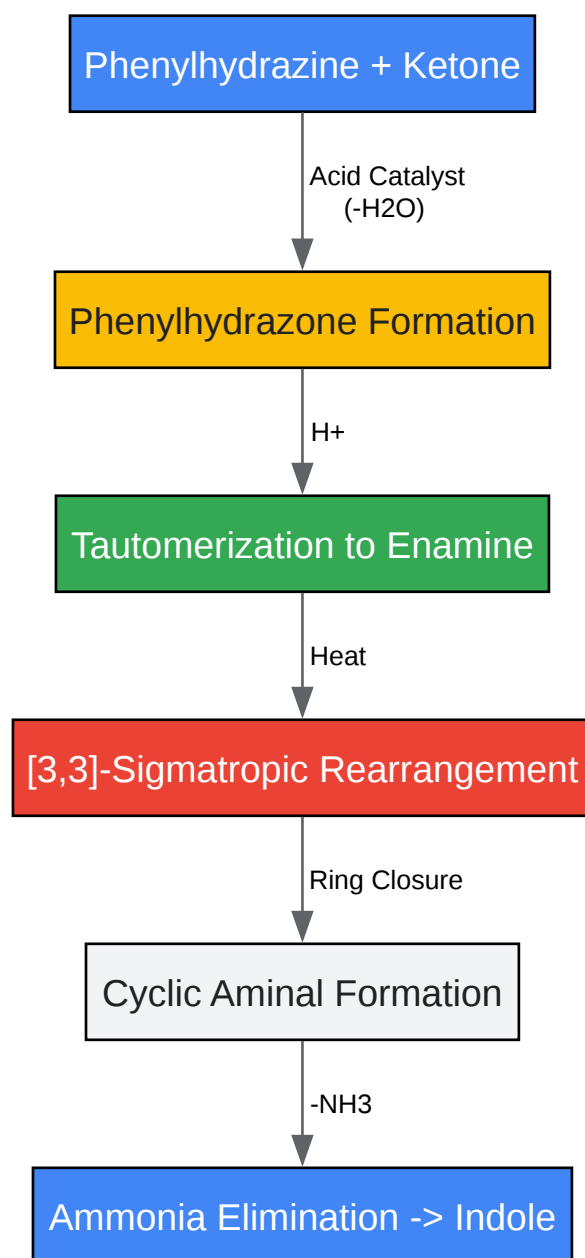 Phenylhydrazine + Ketone
Acid Catalyst
(-H2O)
Phenylhydrazone Formation
H+
Tautomerization to Enamine
Heat
[3,3]-Sigmatropic Rearrangement
Ring Closure
Cyclic Aminal Formation
-NH3
Ammonia Elimination -> Indole